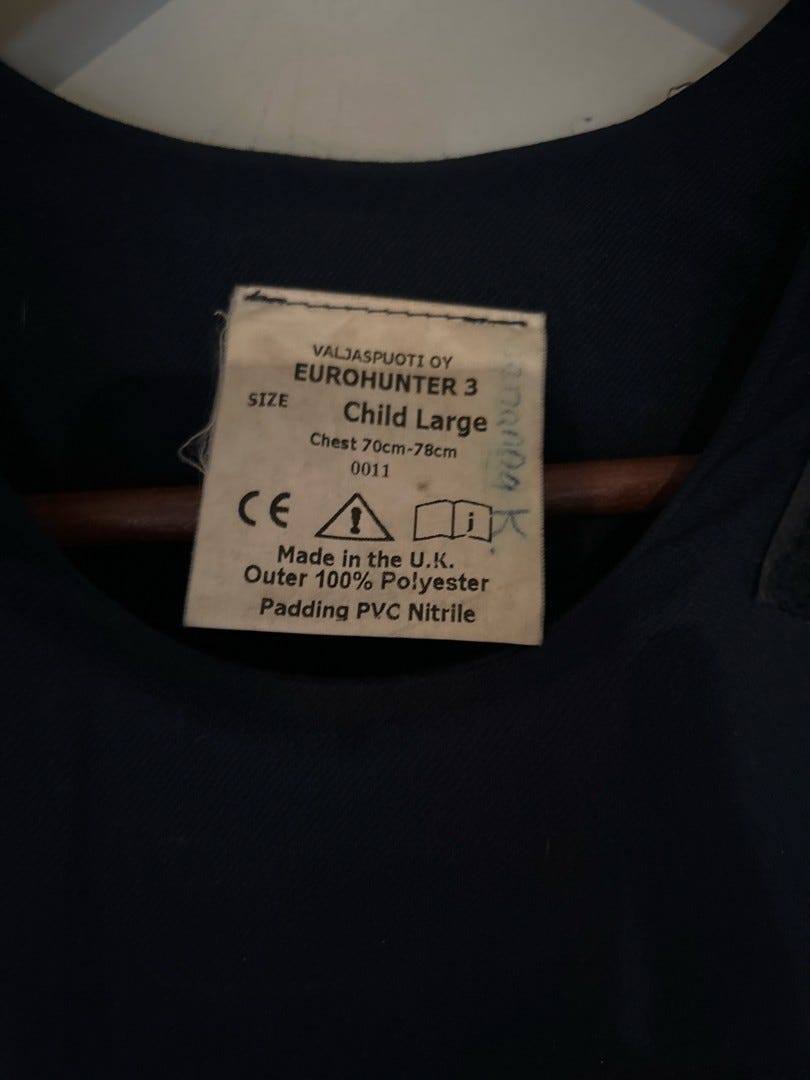 VALJASPUOTI OY
EUROHUNTER 3
SIZE Child Large
Chest 70cm-78cm
0011
CE ! i
Made in the U.K.
Outer 100% Polyester
Padding PVC Nitrile
K.